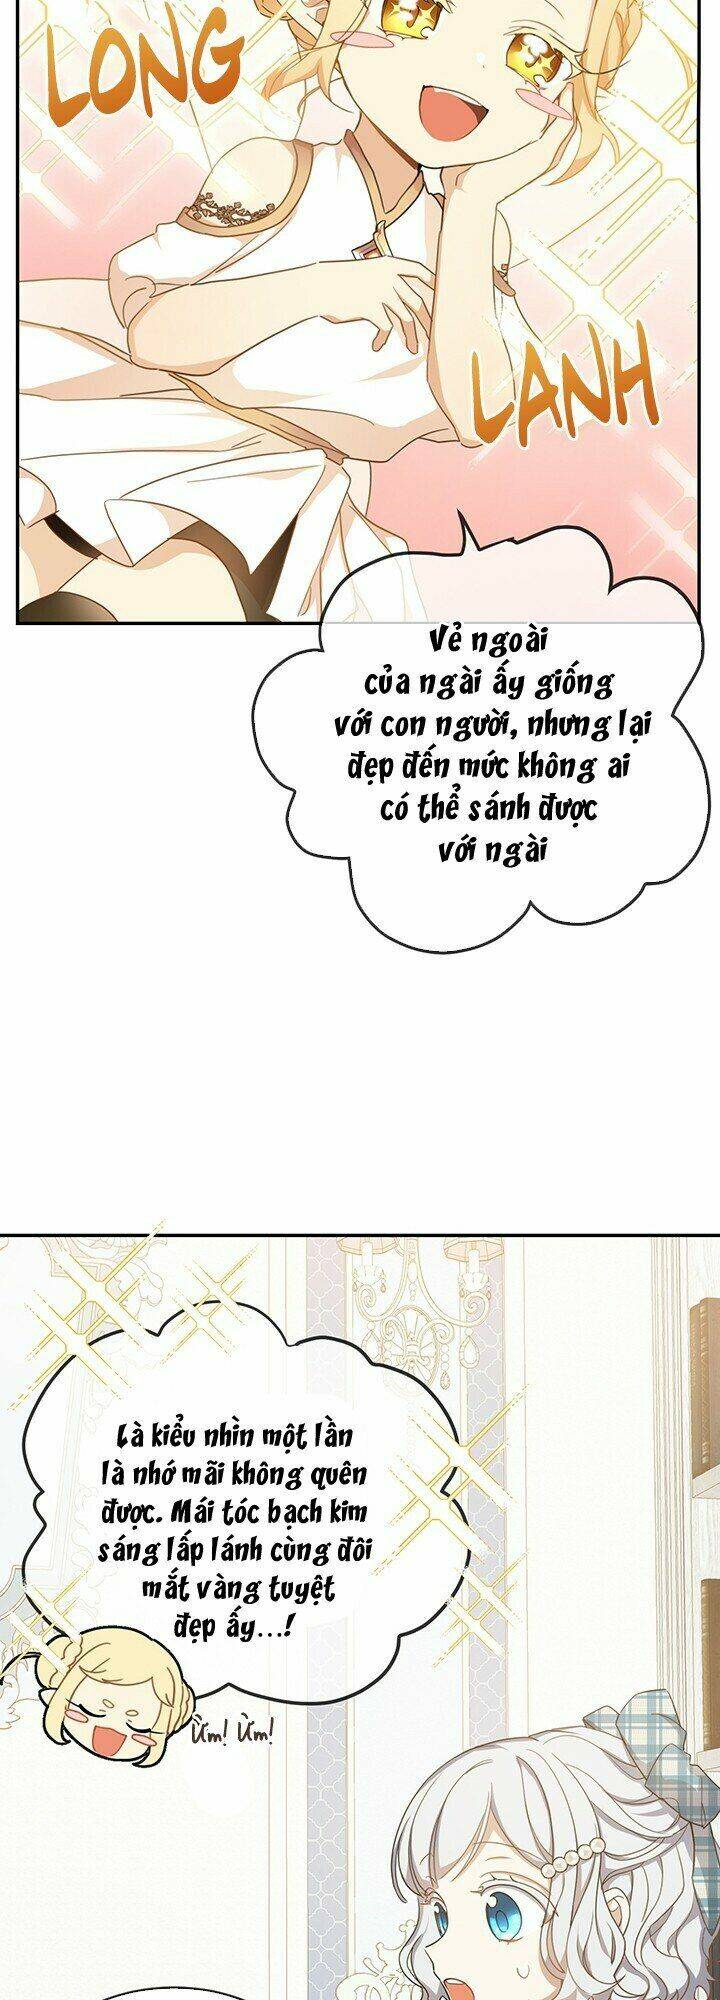 LONG
LANH
Vẻ ngoài
của ngài ấy giống
với con người, nhưng lại
đẹp đến mức không ai
có thể sánh được
với ngài
Là kiểu nhìn một lần
là nhớ mãi không quên
được. Mái tóc bạch kim
sáng lấp lánh cùng đôi
mắt vàng tuyệt
đẹp ấy...!
Ừm! Ừm!